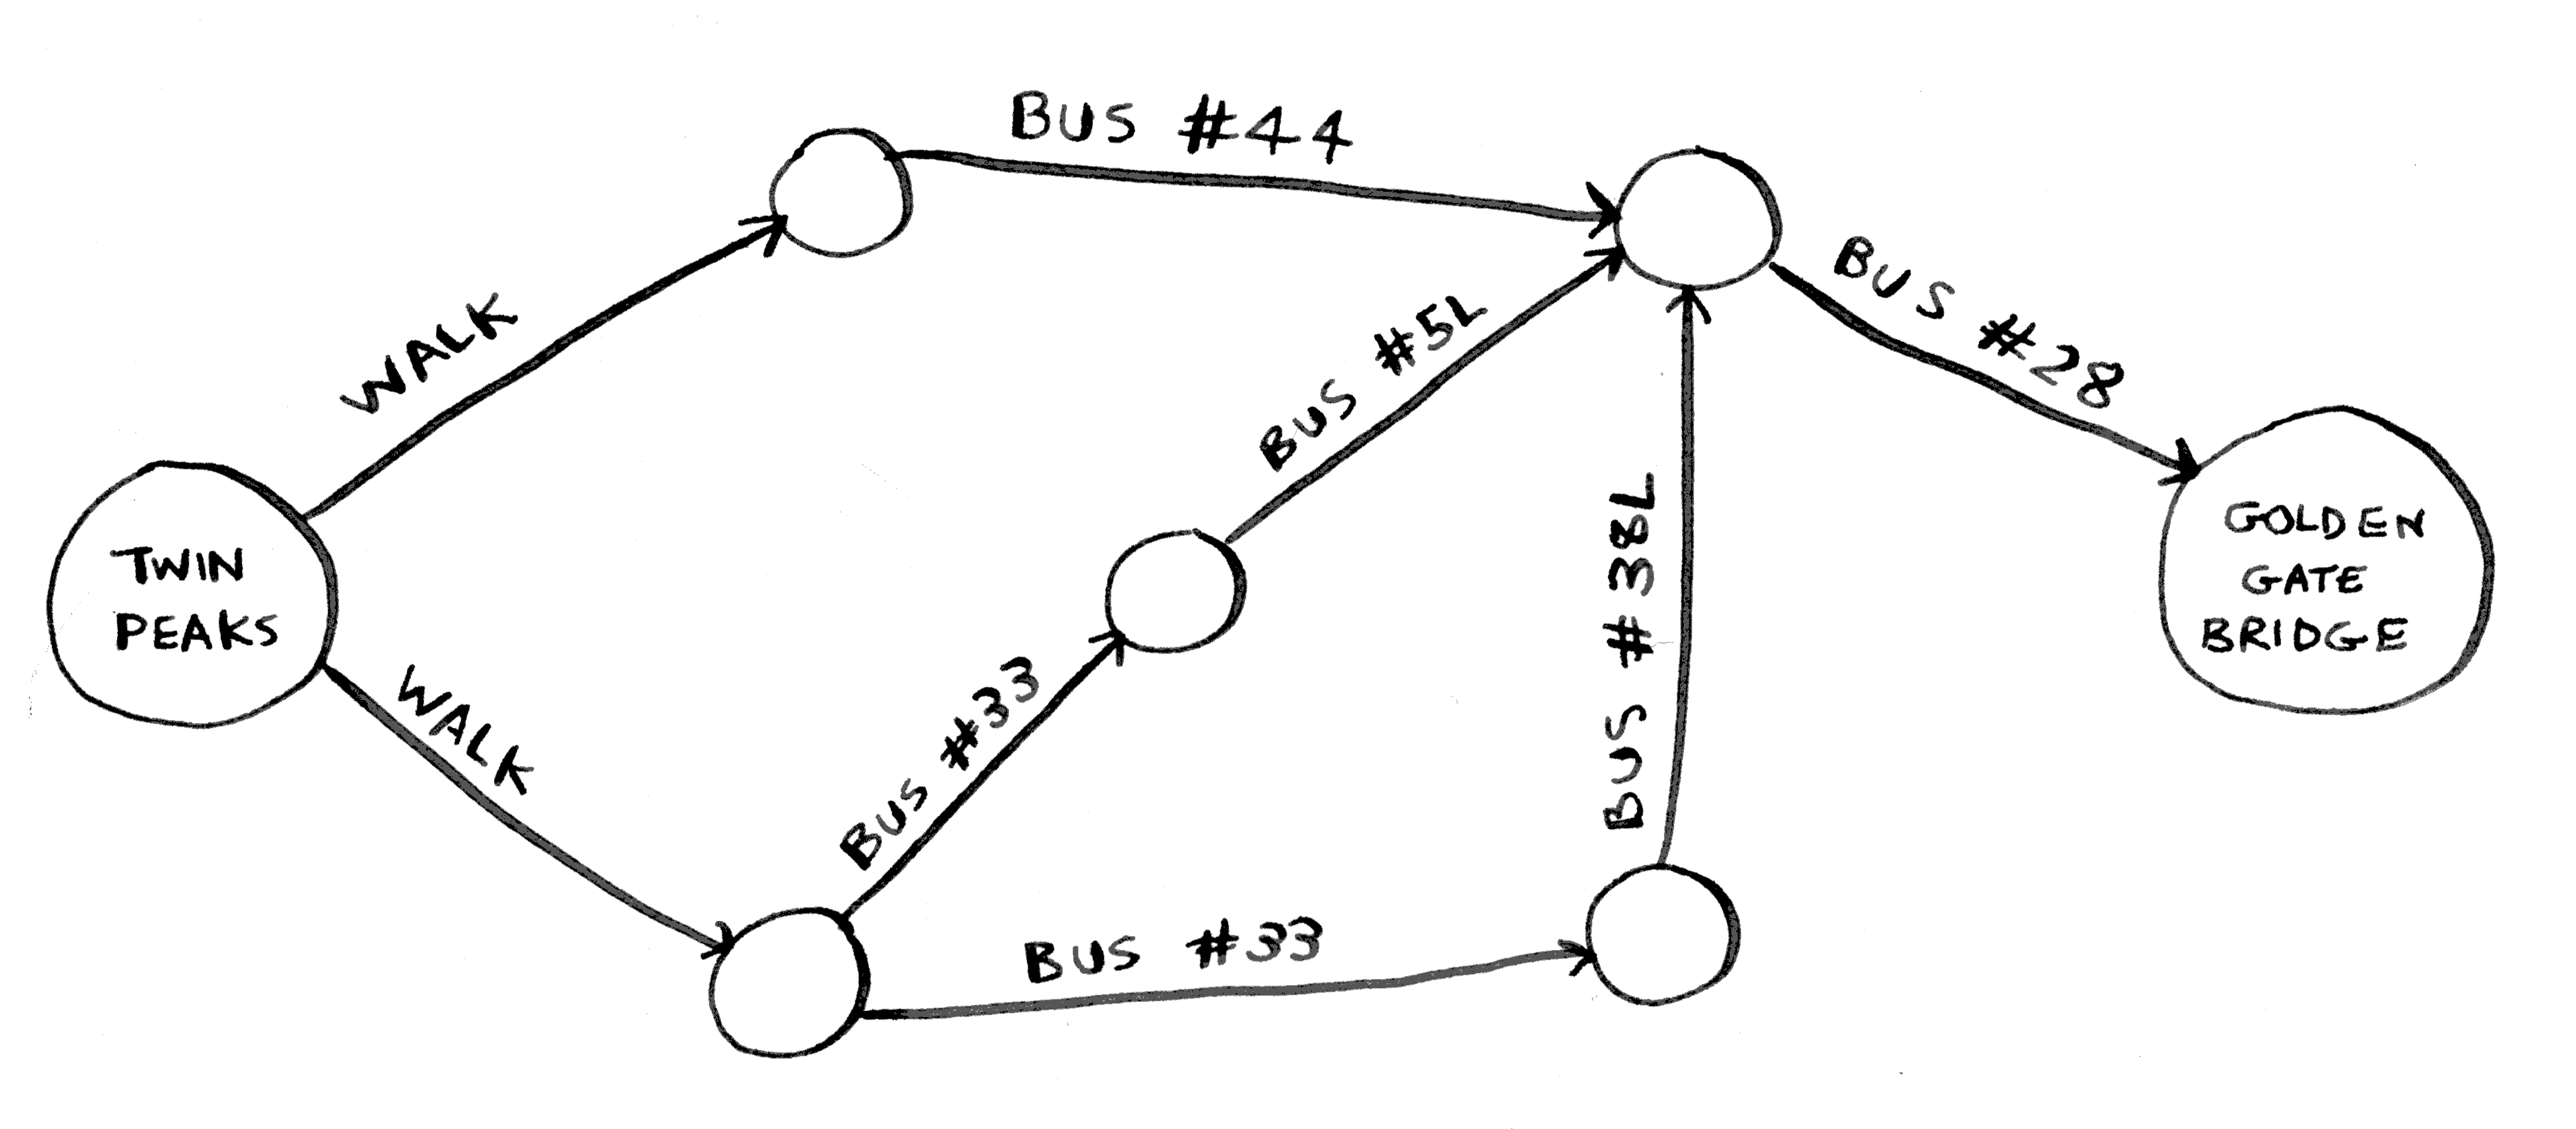 BUS #44
WALK
BUS #5L
BUS #28
TWIN
PEAKS
WALK
BUS #33
BUS #38L
BUS #33
GOLDEN
GATE
BRIDGE